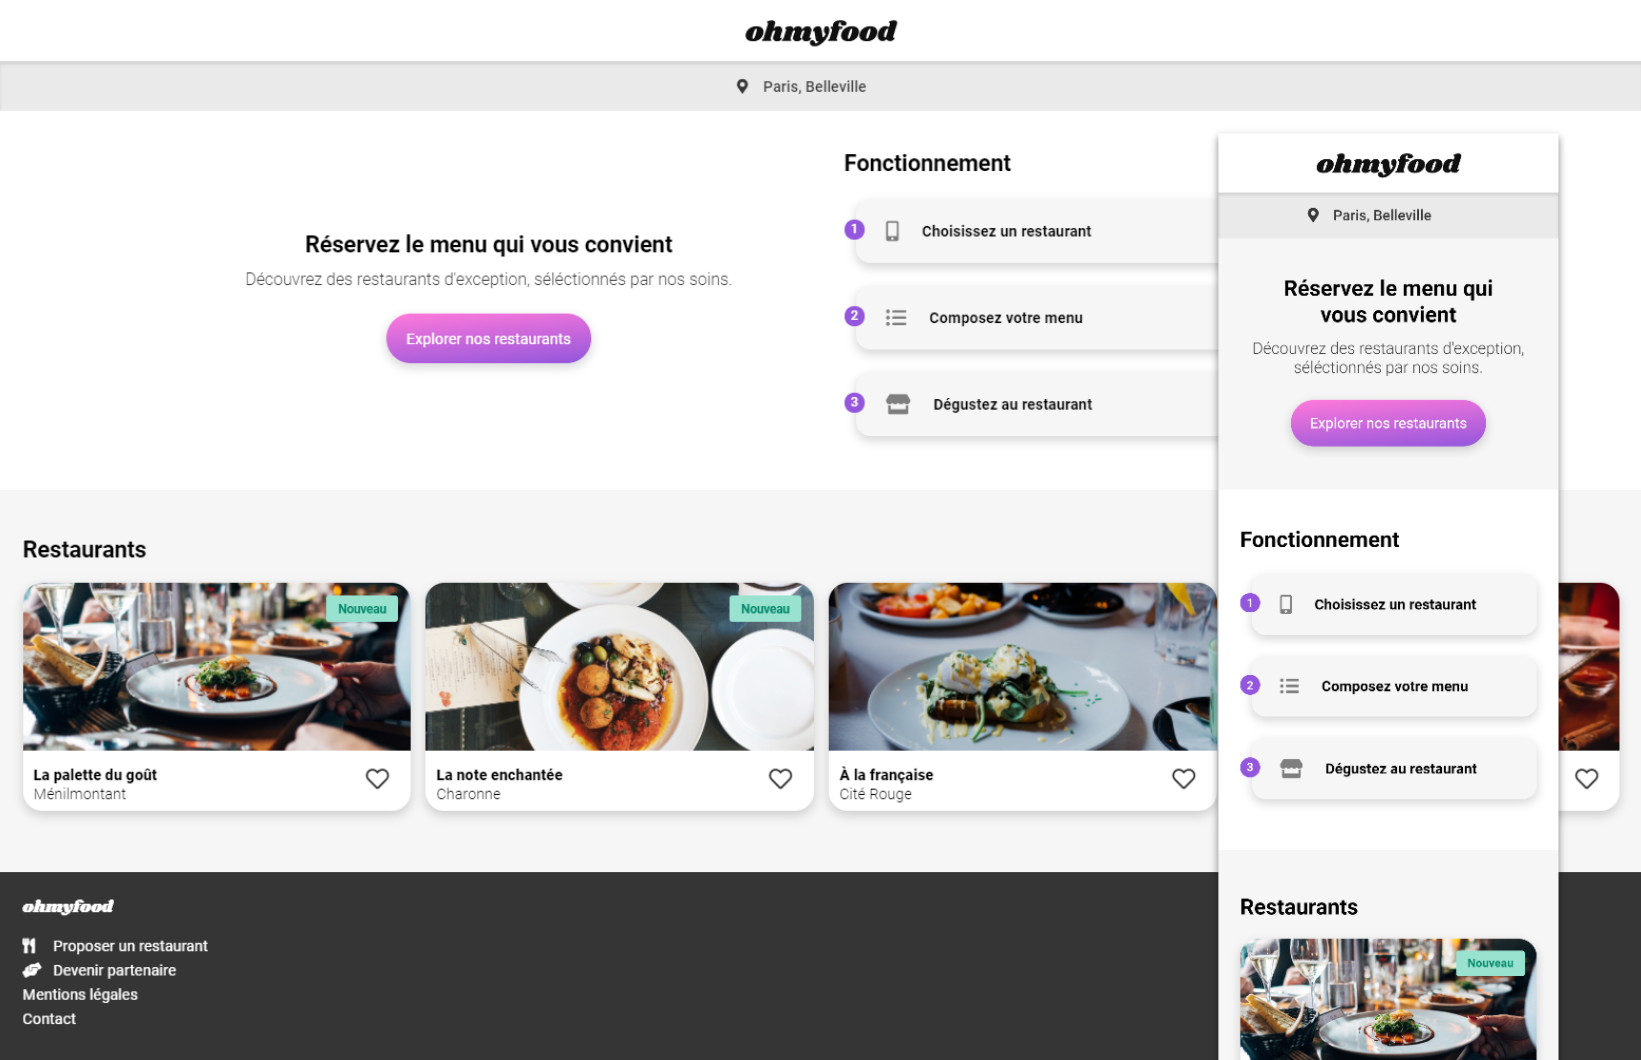 ohmyfood
Paris, Belleville
Réservez le menu qui vous convient
Découvrez des restaurants d'exception, séléctionnés par nos soins.
Explorer nos restaurants
Fonctionnement
1 Choisissez un restaurant
2 Composez votre menu
3 Dégustez au restaurant
Restaurants
Nouveau
La palette du goût
Ménilmontant
Nouveau
La note enchantée
Charonne
À la française
Cité Rouge
ohmyfood
Proposer un restaurant
Devenir partenaire
Mentions légales
Contact
ohmyfood
Paris, Belleville
Réservez le menu qui
vous convient
Découvrez des restaurants d'exception,
séléctionnés par nos soins.
Explorer nos restaurants
Fonctionnement
1 Choisissez un restaurant
2 Composez votre menu
3 Dégustez au restaurant
Restaurants
Nouveau